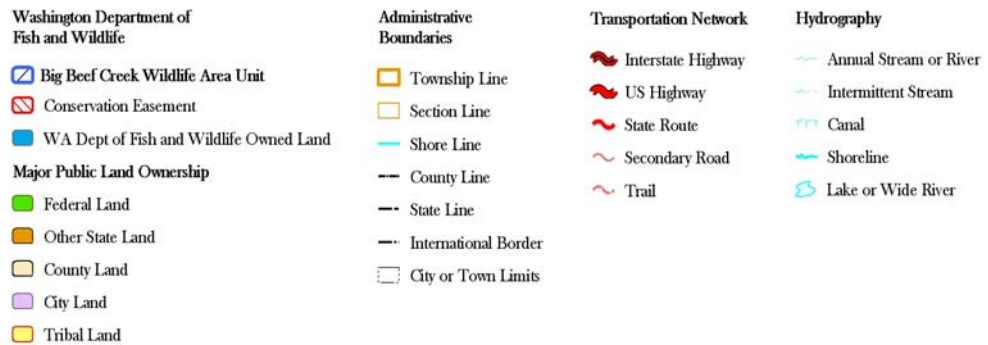 Washington Department of
Fish and Wildlife
Big Beef Creek Wildlife Area Unit
Conservation Easement
WA Dept of Fish and Wildlife Owned Land
Major Public Land Ownership
Federal Land
Other State Land
County Land
City Land
Tribal Land
Administrative
Boundaries
Township Line
Section Line
Shore Line
County Line
State Line
International Border
City or Town Limits
Transportation Network
Interstate Highway
US Highway
State Route
Secondary Road
Trail
Hydrography
Annual Stream or River
Intermittent Stream
Canal
Shoreline
Lake or Wide River